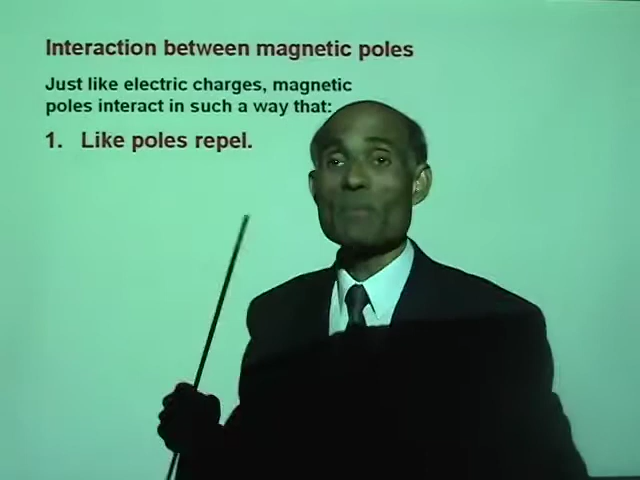 Interaction between magnetic poles
Just like electric charges, magnetic
poles interact in such a way that:
1. Like poles repel.